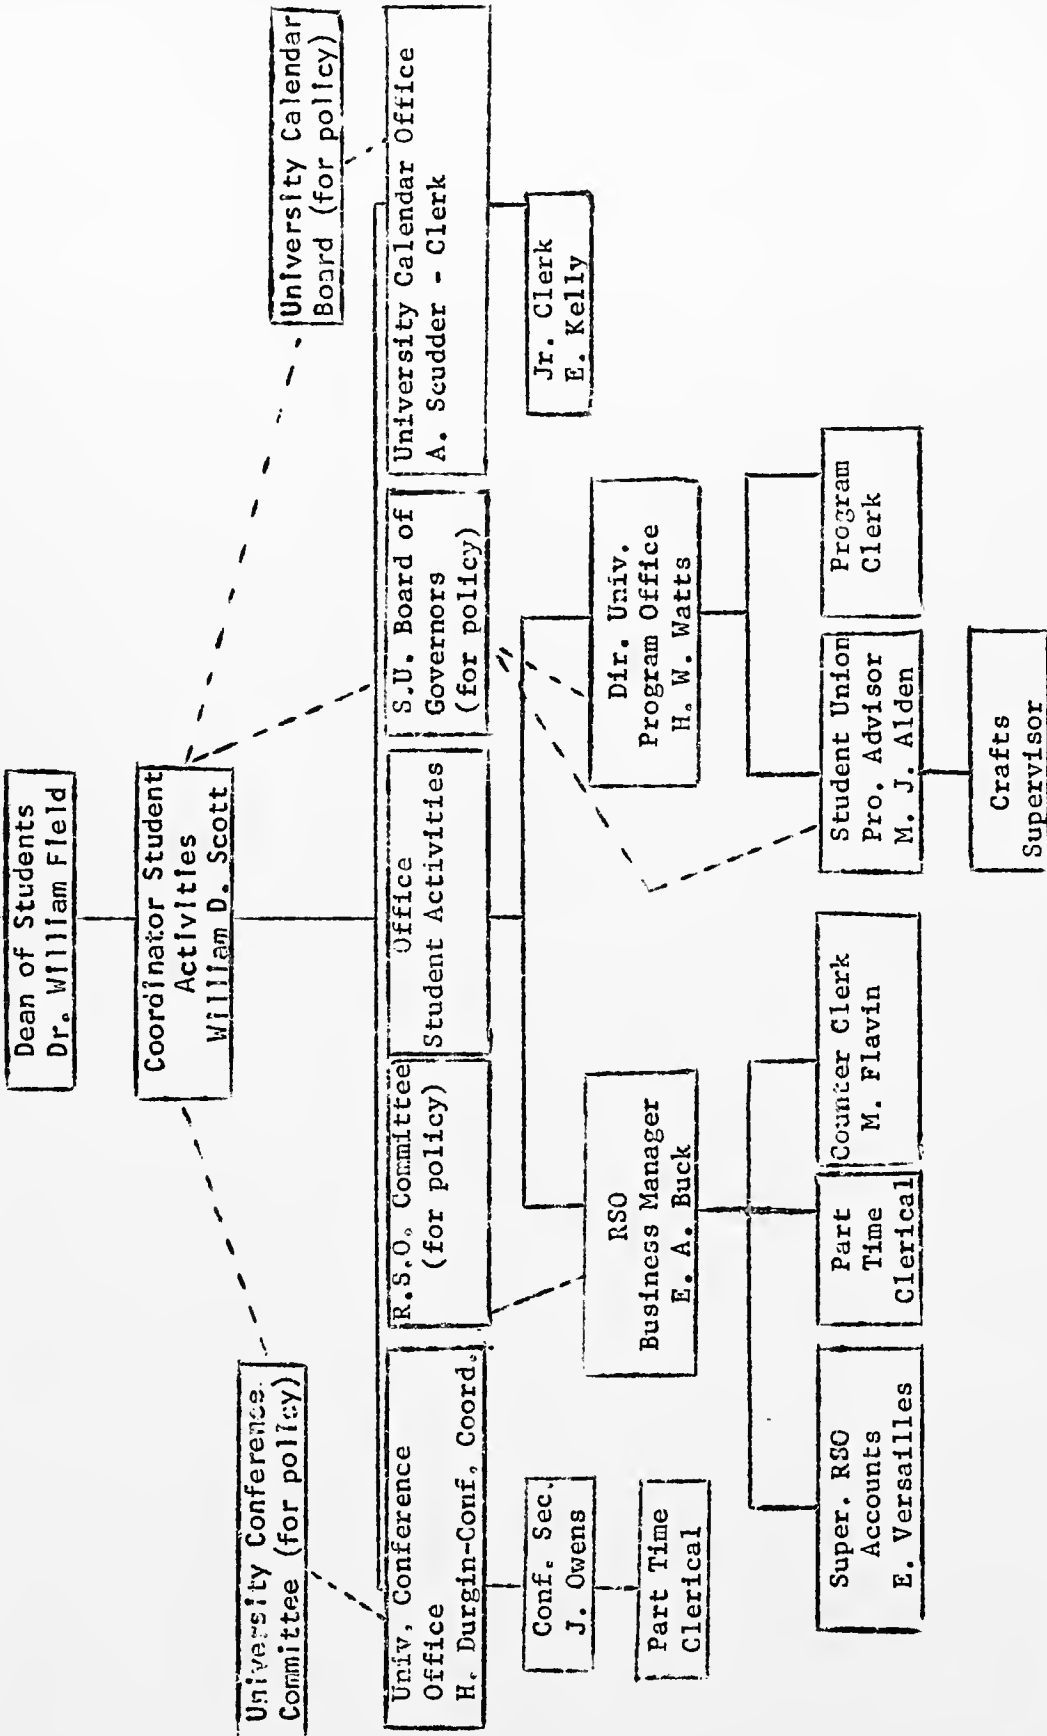 Dean of Students
Dr. William Field
Coordinator Student
Activities
William D. Scott
University Conference
Committee (for policy)
University Calendar
Board (for policy)
Univ. Conference
Office
H. Durgin-Conf. Coord.
R.S.O. Committee
(for policy)
Office
Student Activities
S.U. Board of
Governors
(for policy)
University Calendar Office
A. Scudder - Clerk
Conf. Sec.
J. Owens
Part Time
Clerical
RSO
Business Manager
E. A. Buck
Dir. Univ.
Program Office
H. W. Watts
Jr. Clerk
E. Kelly
Super. RSO
Accounts
E. Versailles
Part
Time
Clerical
Counter Clerk
M. Flavin
Student Union
Pro. Advisor
M. J. Alden
Program
Clerk
Crafts
Supervisor